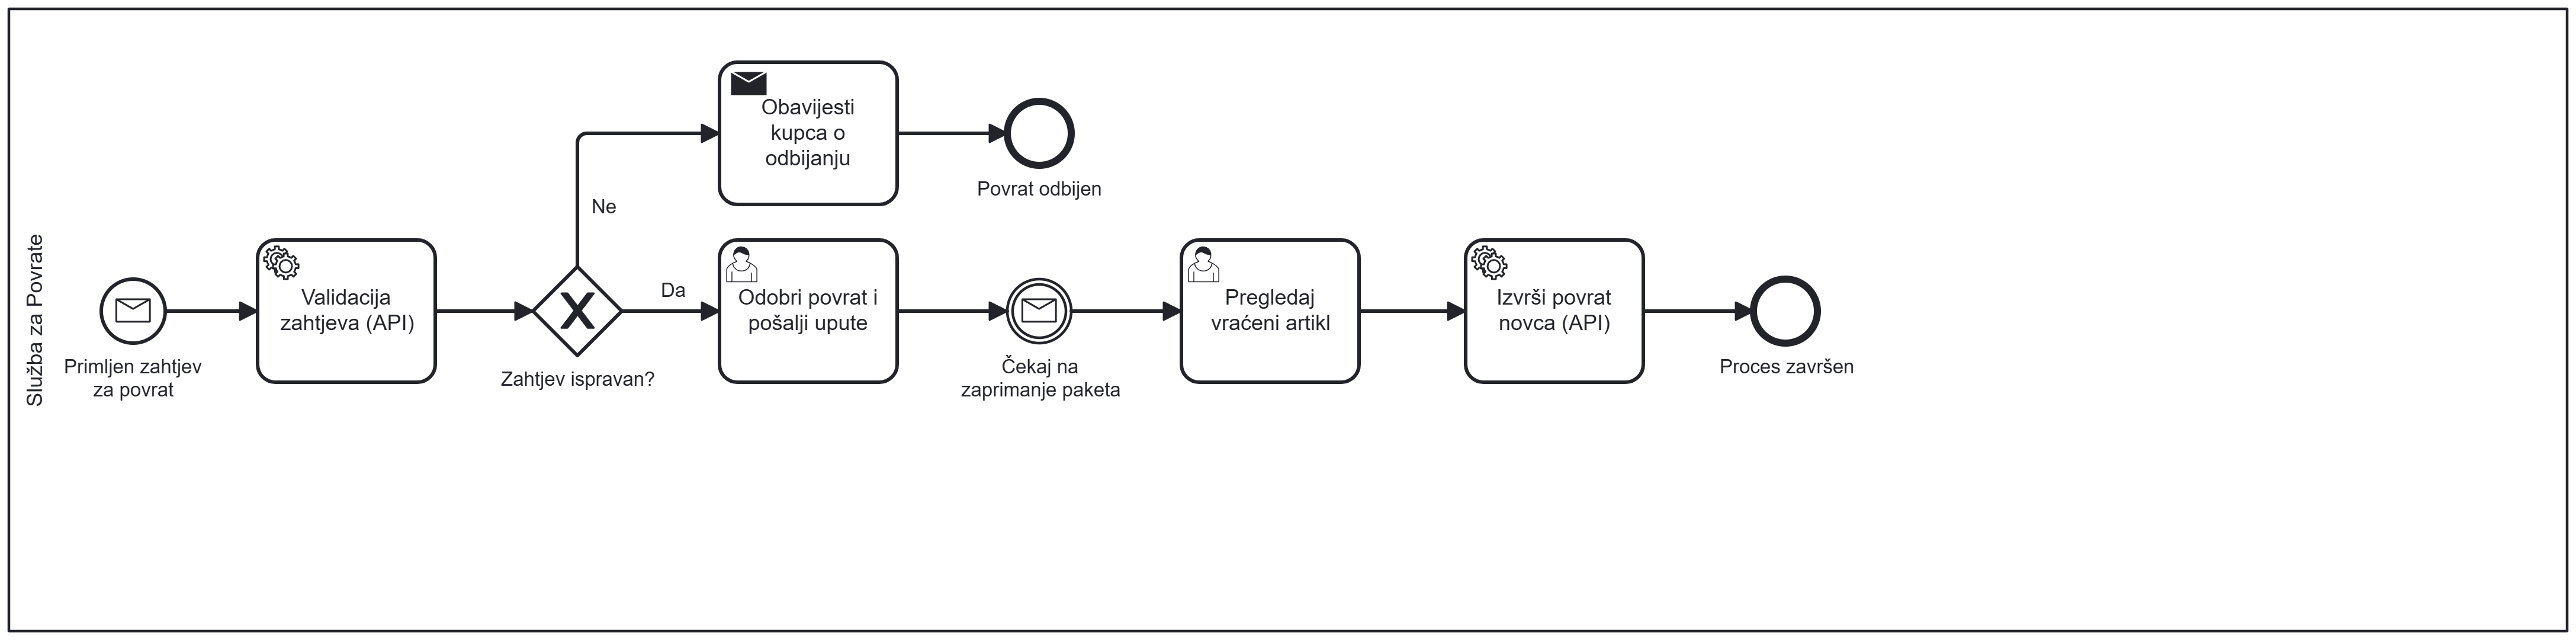 Služba za Povrate
Primljen zahtjev
za povrat
Validacija
zahtjeva (API)
Zahtjev ispravan?
Ne
Da
Obavijesti
kupca o
odbijanju
Povrat odbijen
Odobri povrat i
pošalji upute
Čekaj na
zaprimanje paketa
Pregledaj
vraćeni artikl
Izvrši povrat
novca (API)
Proces završen